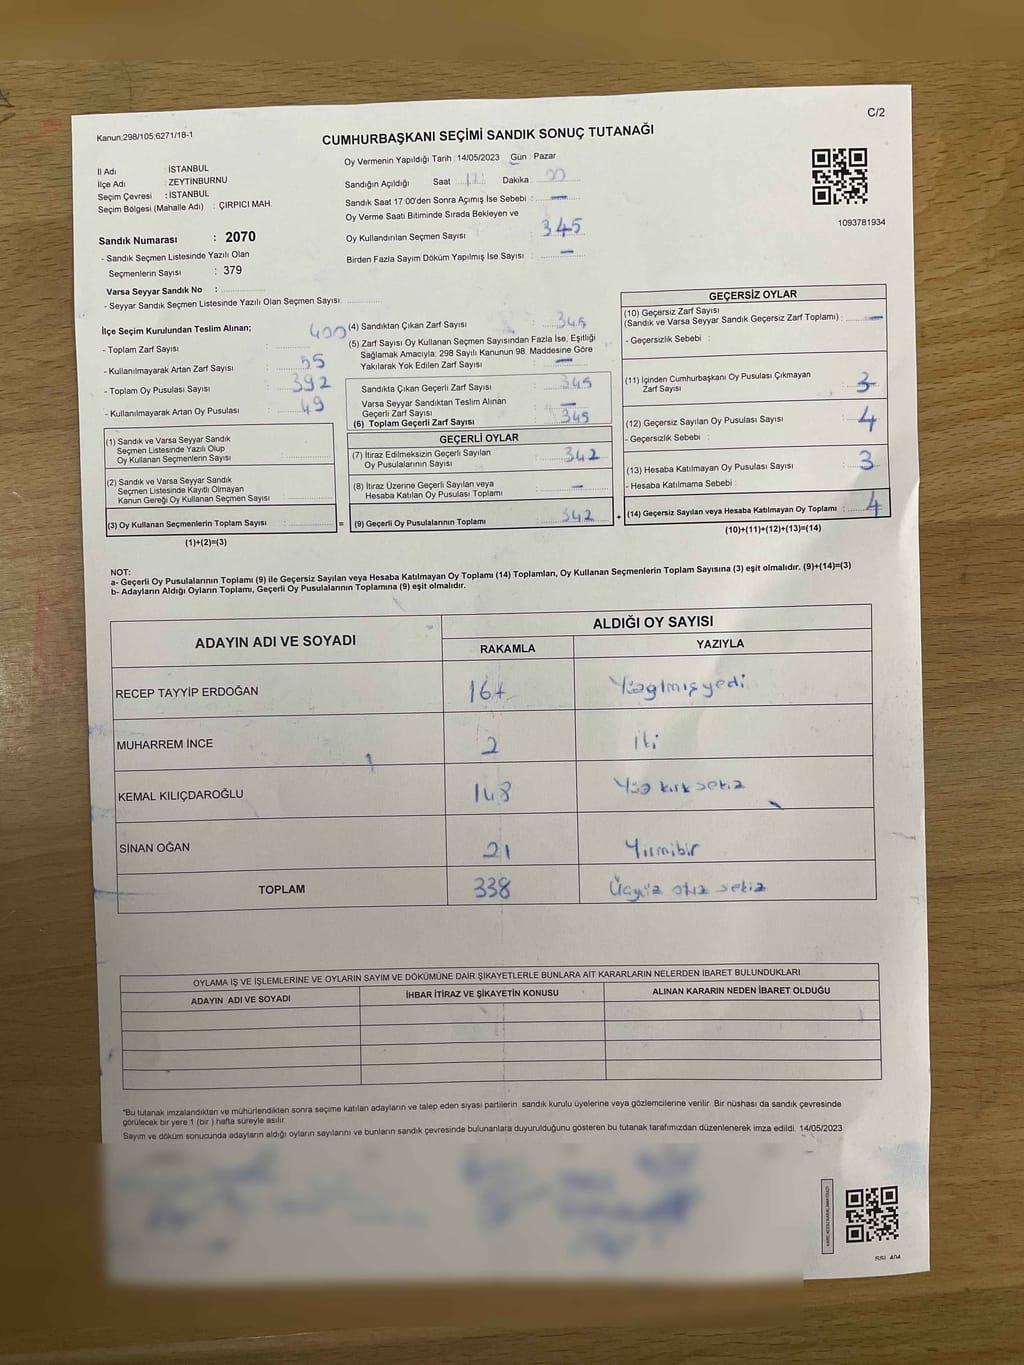 Kanun;298/105;6271/18-1
C/2
CUMHURBAŞKANI SEÇİMİ SANDIK SONUÇ TUTANAĞI
İl Adı : İSTANBUL
İlçe Adı : ZEYTİNBURNU
Seçim Çevresi : İSTANBUL
Seçim Bölgesi (Mahalle Adı) : ÇIRPICI MAH.
Oy Vermenin Yapıldığı Tarih : 14/05/2023 Gün : Pazar
Sandığın Açıldığı Saat Dakika
Sandık Saat 17:00'den Sonra Açımış İse Sebebi : —
Oy Verme Saati Bitiminde Sırada Bekleyen ve
Oy Kullandırılan Seçmen Sayısı : 345
Birden Fazla Sayım Döküm Yapılmış İse Sayısı : —
1093781934
Sandık Numarası : 2070
- Sandık Seçmen Listesinde Yazılı Olan
Seçmenlerin Sayısı : 379
Varsa Seyyar Sandık No :
- Seyyar Sandık Seçmen Listesinde Yazılı Olan Seçmen Sayısı:
İlçe Seçim Kurulundan Teslim Alınan;
- Toplam Zarf Sayısı : 400
- Kullanılmayarak Artan Zarf Sayısı : 55
- Toplam Oy Pusulası Sayısı : 392
- Kullanılmayarak Artan Oy Pusulası : 49
(1) Sandık ve Varsa Seyyar Sandık
Seçmen Listesinde Yazılı Olup
Oy Kullanan Seçmenlerin Sayısı :
(2) Sandık ve Varsa Seyyar Sandık
Seçmen Listesinde Kayıtlı Olmayan
Kanun Gereği Oy Kullanan Seçmen Sayısı :
(3) Oy Kullanan Seçmenlerin Toplam Sayısı :
(1)+(2)=(3)
=
(4) Sandıktan Çıkan Zarf Sayısı : 345
(5) Zarf Sayısı Oy Kullanan Seçmen Sayısından Fazla İse, Eşitliği
Sağlamak Amacıyla; 298 Sayılı Kanunun 98. Maddesine Göre
Yakılarak Yok Edilen Zarf Sayısı : —
Sandıkta Çıkan Geçerli Zarf Sayısı : 345
Varsa Seyyar Sandıktan Teslim Alınan
Geçerli Zarf Sayısı : —
(6) Toplam Geçerli Zarf Sayısı : 345
GEÇERLİ OYLAR
(7) İtiraz Edilmeksizin Geçerli Sayılan
Oy Pusulalarının Sayısı : 342
(8) İtiraz Üzerine Geçerli Sayılan veya
Hesaba Katılan Oy Pusulası Toplamı : —
(9) Geçerli Oy Pusulalarının Toplamı : 342
+
GEÇERSİZ OYLAR
(10) Geçersiz Zarf Sayısı
(Sandık ve Varsa Seyyar Sandık Geçersiz Zarf Toplamı) : —
- Geçersizlik Sebebi :
(11) İçinden Cumhurbaşkanı Oy Pusulası Çıkmayan
Zarf Sayısı : 3
(12) Geçersiz Sayılan Oy Pusulası Sayısı : 4
- Geçersizlik Sebebi :
(13) Hesaba Katılmayan Oy Pusulası Sayısı : 3
- Hesaba Katılmama Sebebi :
(14) Geçersiz Sayılan veya Hesaba Katılmayan Oy Toplamı : 4
(10)+(11)+(12)+(13)=(14)
NOT:
a- Geçerli Oy Pusulalarının Toplamı (9) ile Geçersiz Sayılan veya Hesaba Katılmayan Oy Toplamı (14) Toplamları, Oy Kullanan Seçmenlerin Toplam Sayısına (3) eşit olmalıdır. (9)+(14)=(3)
b- Adayların Aldığı Oyların Toplamı, Geçerli Oy Pusulalarının Toplamına (9) eşit olmalıdır.
ADAYIN ADI VE SOYADI
ALDIĞI OY SAYISI
RAKAMLA YAZIYLA
RECEP TAYYİP ERDOĞAN 167 Yüzatmışyedi
MUHARREM İNCE 2 iki
KEMAL KILIÇDAROĞLU 148 Yüz kırk sekiz
SİNAN OĞAN 21 Yirmibir
TOPLAM 338 Üçyüz otuz sekiz
OYLAMA İŞ VE İŞLEMLERİNE VE OYLARIN SAYIM VE DÖKÜMÜNE DAİR ŞİKAYETLERLE BUNLARA AİT KARARLARIN NELERDEN İBARET BULUNDUKLARI
ADAYIN ADI VE SOYADI İHBAR İTİRAZ VE ŞİKAYETİN KONUSU ALINAN KARARIN NEDEN İBARET OLDUĞU
*Bu tutanak imzalandıktan ve mühürlendikten sonra seçime katılan adayların ve talep eden siyasi partilerin sandık kurulu üyelerine veya gözlemcilerine verilir. Bir nüshası da sandık çevresinde
görülecek bir yere 1 (bir ) hafta süreyle asılır.
Sayım ve döküm sonucunda adayların aldığı oyların sayılarını ve bunların sandık çevresinde bulunanlara duyurulduğunu gösteren bu tutanak tarafımızdan düzenlenerek imza edildi. 14/05/2023